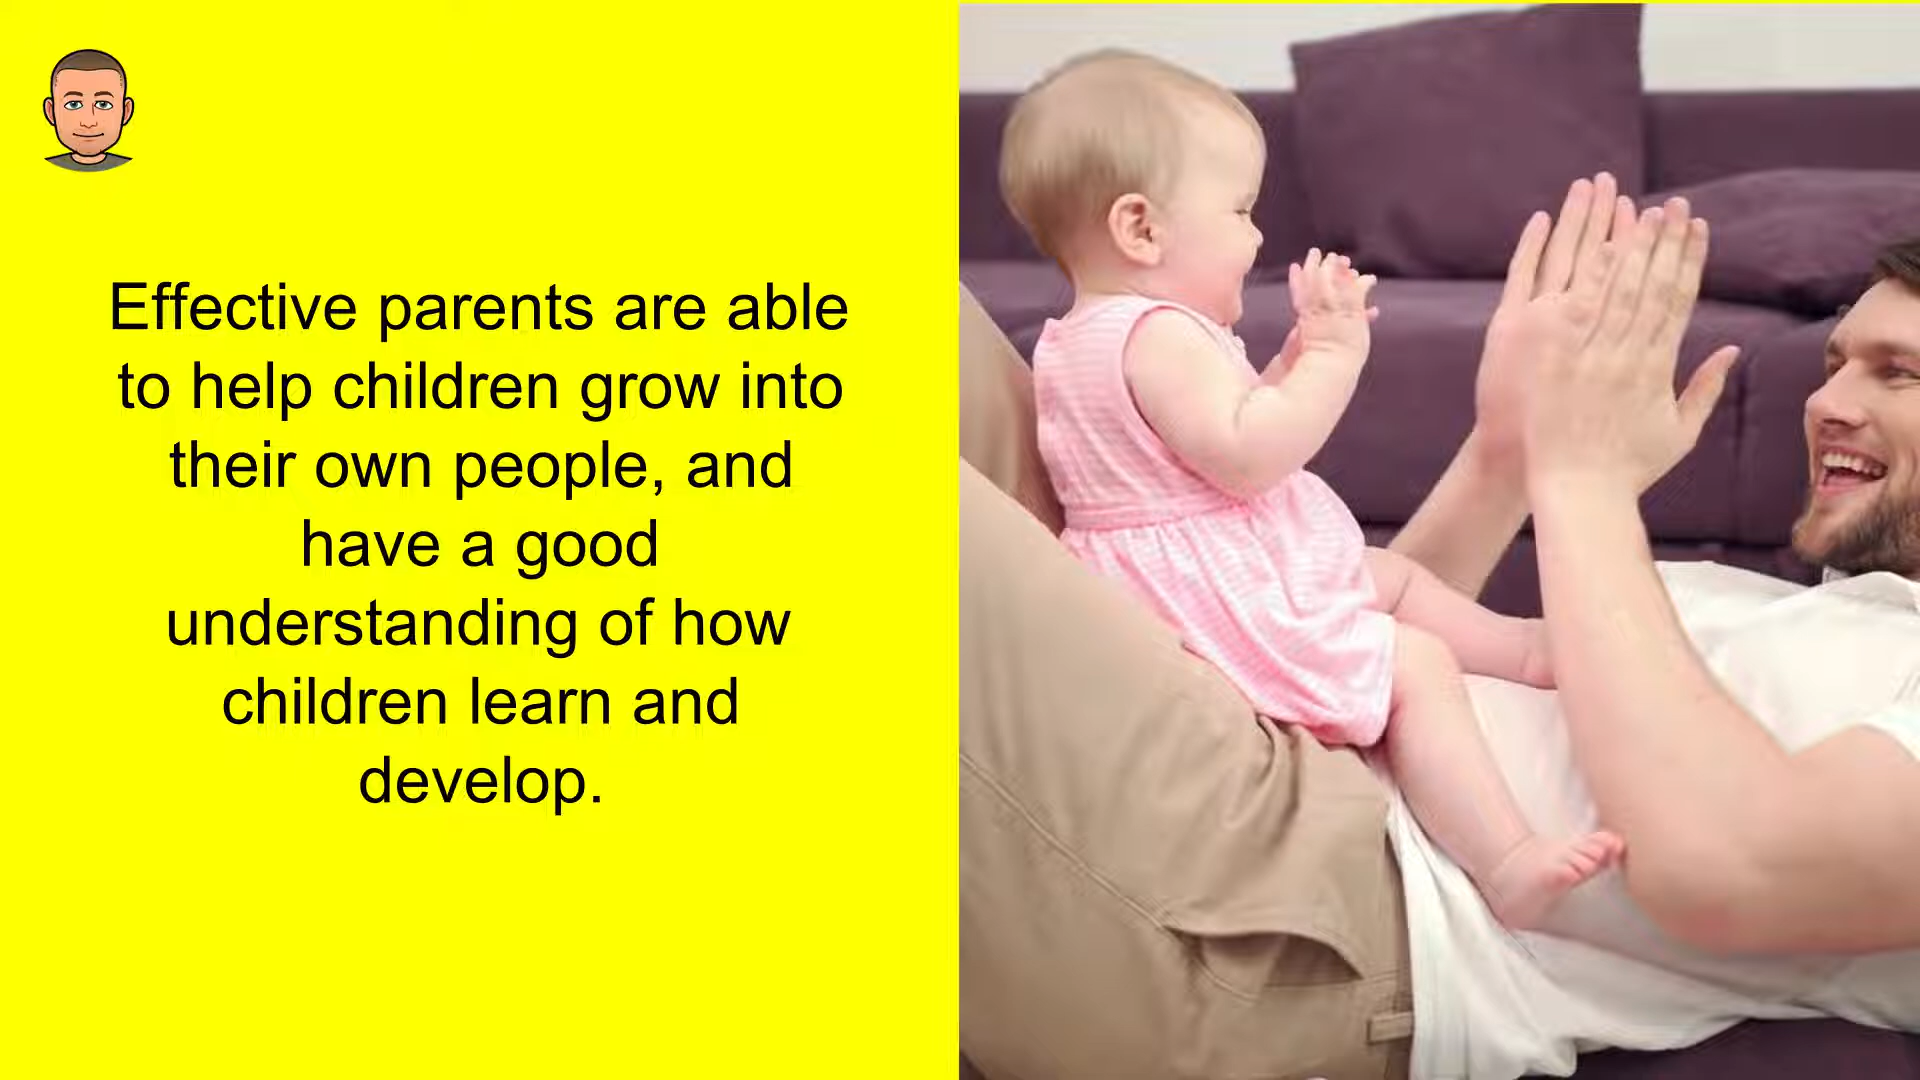 Effective parents are able
to help children grow into
their own people, and
have a good
understanding of how
children learn and
develop.